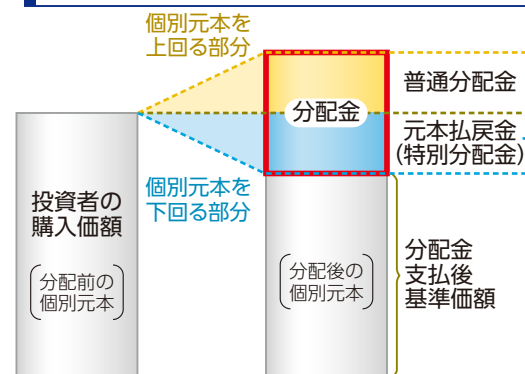 個別元本を
上回る部分
普通分配金
分配金
元本払戻金
(特別分配金)
個別元本を
下回る部分
投資者の
購入価額
(分配前の
個別元本)
(分配後の
個別元本)
分配金
支払後
基準価額